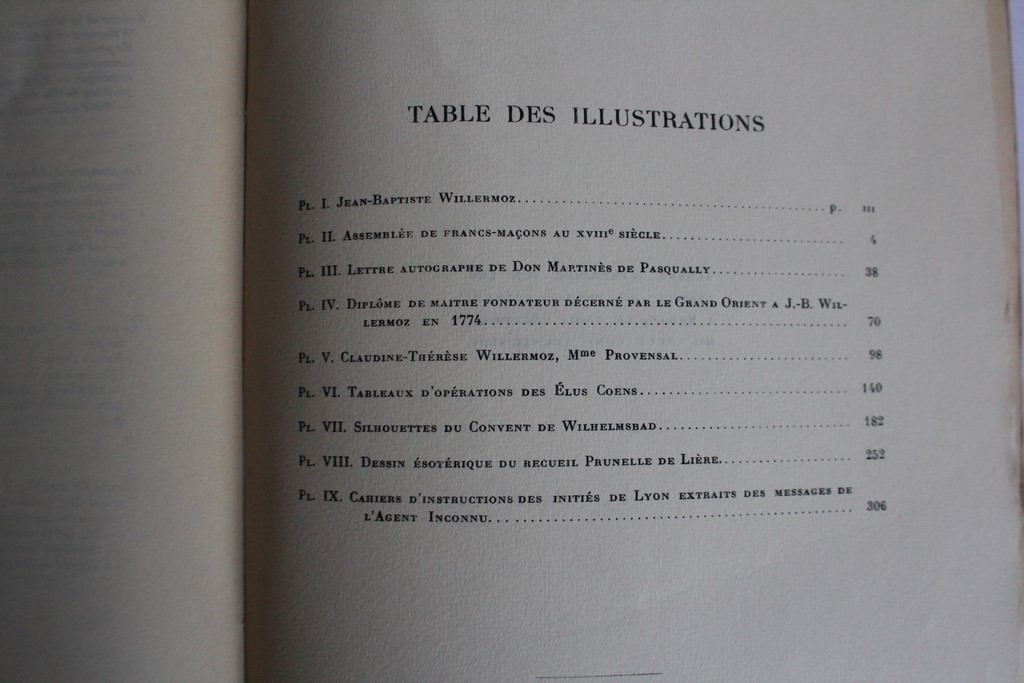 TABLE DES ILLUSTRATIONS
Pl. I. Jean-Baptiste Willermoz. p. III
Pl. II. Assemblée de francs-maçons au XVIIIe siècle. 4
Pl. III. Lettre autographe de Don Martinès de Pasqually. 38
Pl. IV. Diplôme de maitre fondateur décerné par le Grand Orient a J.-B. Wil-
lermoz en 1774. 70
Pl. V. Claudine-Thérèse Willermoz, Mme Provensal. 98
Pl. VI. Tableaux d'opérations des Élus Coens. 140
Pl. VII. Silhouettes du Convent de Wilhelmsbad. 182
Pl. VIII. Dessin ésotérique du recueil Prunelle de Lière. 252
Pl. IX. Cahiers d'instructions des initiés de Lyon extraits des messages de
l'Agent Inconnu. 306